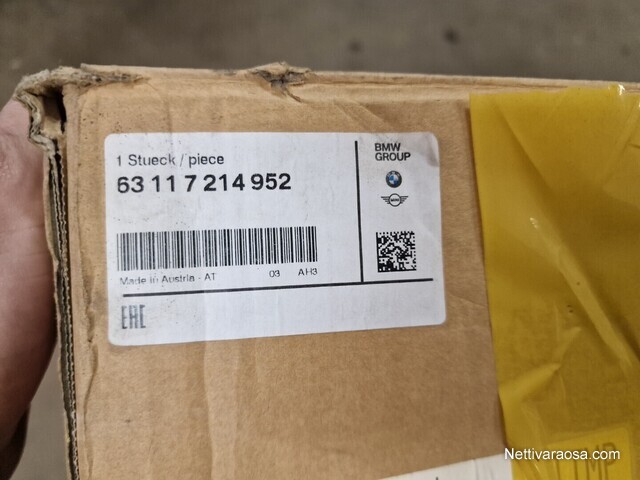 1 Stueck / piece
63 11 7 214 952
BMW
GROUP
Made in Austria - AT 03 AH3
EAC
MP
Nettivaraosa.com